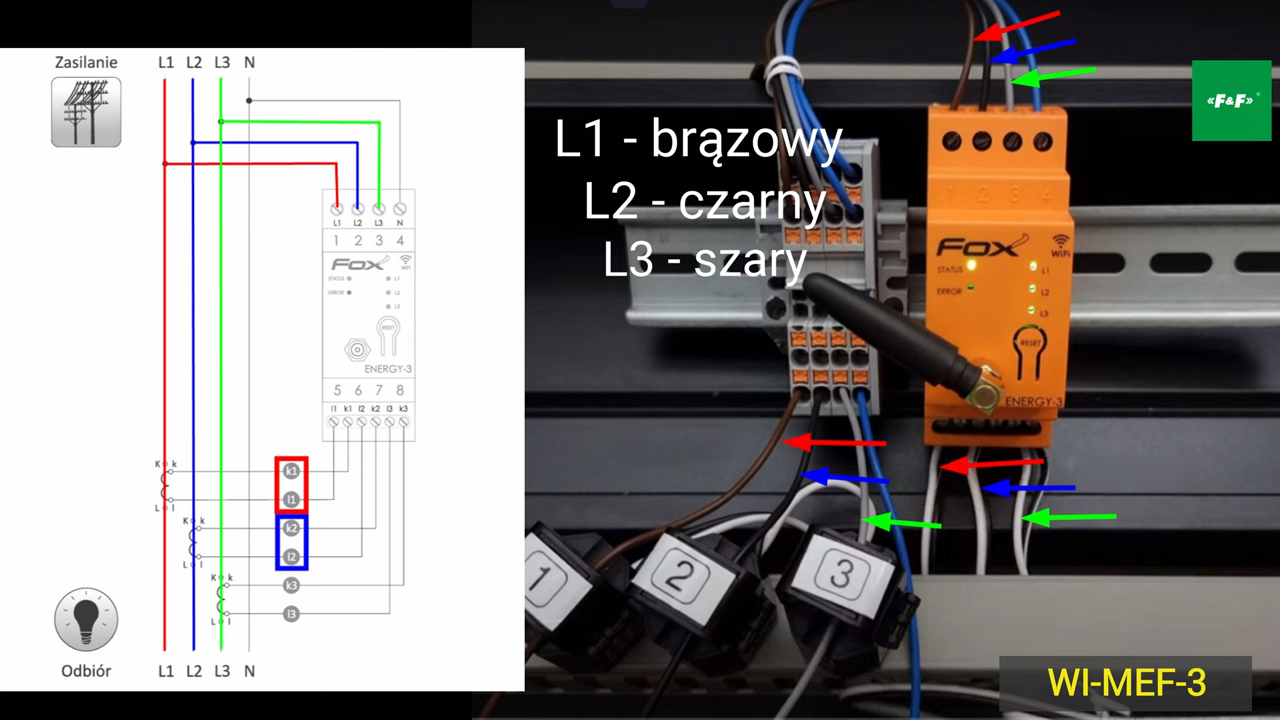 Zasilanie
L1 L2 L3 N
L1 L2 L3 N
1 2 3 4
Fox
WiFi
STATUS
L1
ERROR
L2
L3
RESET
ENERGY-3
5 6 7 8
l1 k1 l2 k2 l3 k3
K k
k1
l1
L l
K k
k2
l2
L l
K k
k3
l3
L l
Odbiór
L1 L2 L3 N
L1 - brązowy
L2 - czarny
L3 - szary
«F&F»®
1 2 3 4
Fox
WiFi
STATUS
L1
ERROR
L2
L3
RESET
ENERGY-3
1
2
3
WI-MEF-3